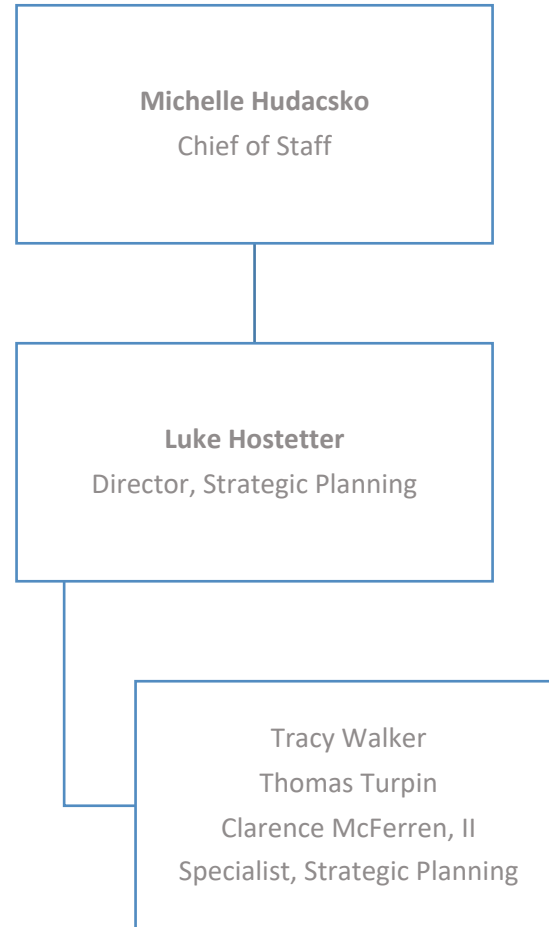 Michelle Hudacsko
Chief of Staff
Luke Hostetter
Director, Strategic Planning
Tracy Walker
Thomas Turpin
Clarence McFerren, II
Specialist, Strategic Planning